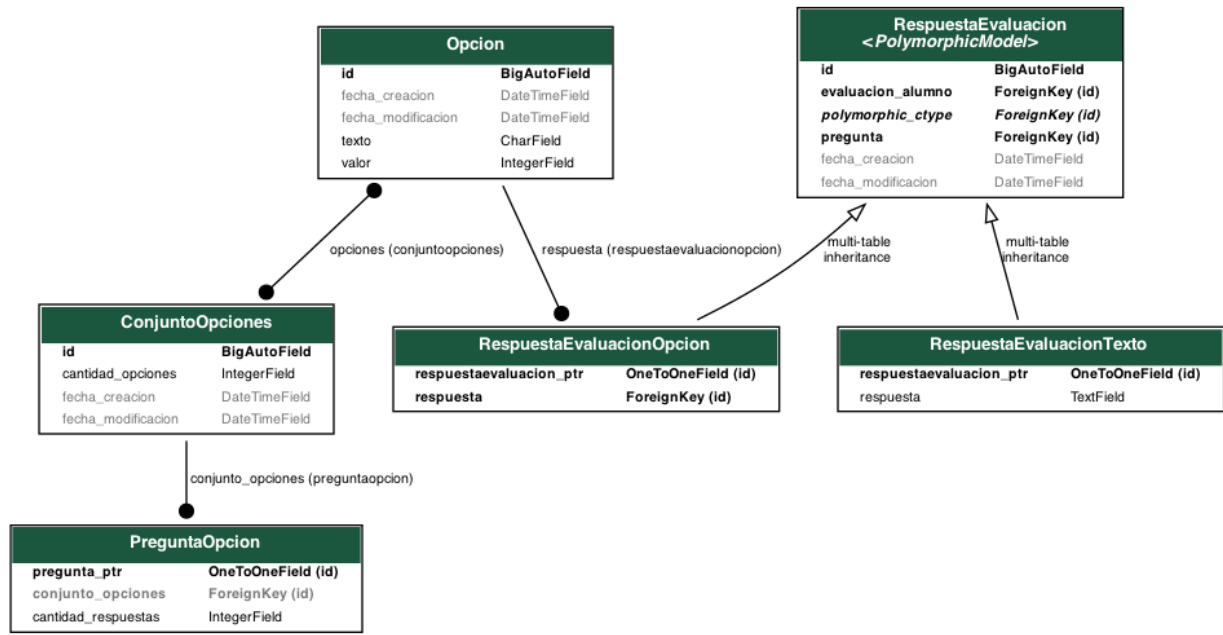 Opcion
id BigAutoField
fecha_creacion DateTimeField
fecha_modificacion DateTimeField
texto CharField
valor IntegerField
RespuestaEvaluacion
<PolymorphicModel>
id BigAutoField
evaluacion_alumno ForeignKey (id)
polymorphic_ctype ForeignKey (id)
pregunta ForeignKey (id)
fecha_creacion DateTimeField
fecha_modificacion DateTimeField
opciones (conjuntoopciones)
respuesta (respuestaevaluacionopcion)
multi-table
inheritance
multi-table
inheritance
ConjuntoOpciones
id BigAutoField
cantidad_opciones IntegerField
fecha_creacion DateTimeField
fecha_modificacion DateTimeField
RespuestaEvaluacionOpcion
respuestaevaluacion_ptr OneToOneField (id)
respuesta ForeignKey (id)
RespuestaEvaluacionTexto
respuestaevaluacion_ptr OneToOneField (id)
respuesta TextField
conjunto_opciones (preguntaopcion)
PreguntaOpcion
pregunta_ptr OneToOneField (id)
conjunto_opciones ForeignKey (id)
cantidad_respuestas IntegerField